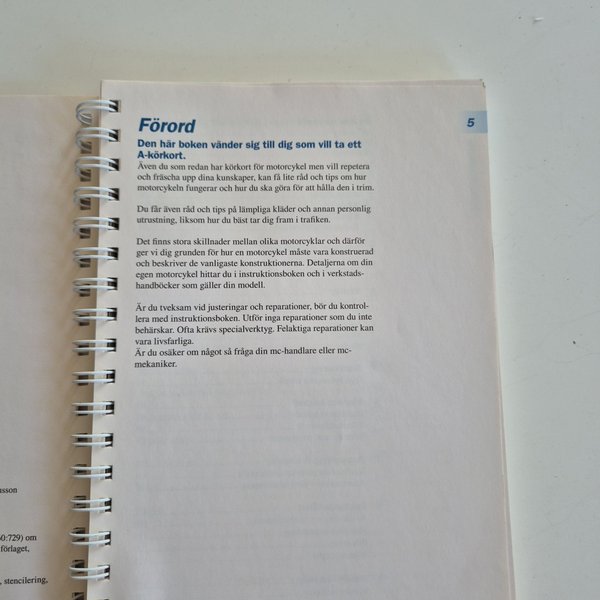 Förord
5
Den här boken vänder sig till dig som vill ta ett
A-körkort.
Även du som redan har körkort för motorcykel men vill repetera
och fräscha upp dina kunskaper, kan få lite råd och tips om hur
motorcykeln fungerar och hur du ska göra för att hålla den i trim.
Du får även råd och tips på lämpliga kläder och annan personlig
utrustning, liksom hur du bäst tar dig fram i trafiken.
Det finns stora skillnader mellan olika motorcyklar och därför
ger vi dig grunden för hur en motorcykel måste vara konstruerad
och beskriver de vanligaste konstruktionerna. Detaljerna om din
egen motorcykel hittar du i instruktionsboken och i verkstads-
handböcker som gäller din modell.
Är du tveksam vid justeringar och reparationer, bör du kontrol-
lera med instruktionsboken. Utför inga reparationer som du inte
behärskar. Ofta krävs specialverktyg. Felaktiga reparationer kan
vara livsfarliga.
Är du osäker om något så fråga din mc-handlare eller mc-
mekaniker.
sson
0:729) om
förlaget,
, stencilering,